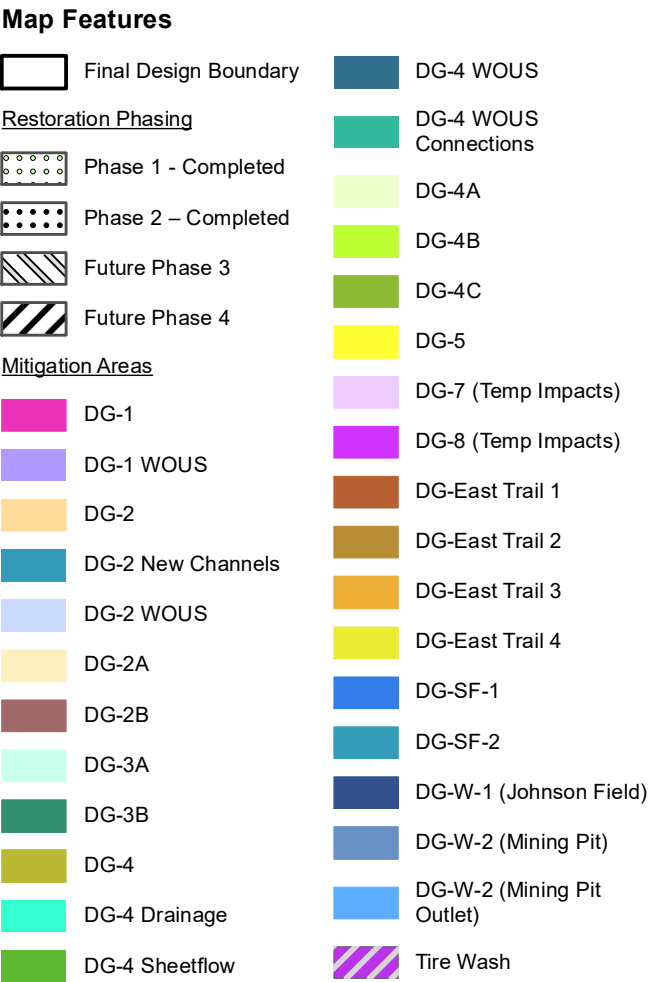 Map Features
Final Design Boundary
Restoration Phasing
Phase 1 - Completed
Phase 2 – Completed
Future Phase 3
Future Phase 4
Mitigation Areas
DG-1
DG-1 WOUS
DG-2
DG-2 New Channels
DG-2 WOUS
DG-2A
DG-2B
DG-3A
DG-3B
DG-4
DG-4 Drainage
DG-4 Sheetflow
DG-4 WOUS
DG-4 WOUS
Connections
DG-4A
DG-4B
DG-4C
DG-5
DG-7 (Temp Impacts)
DG-8 (Temp Impacts)
DG-East Trail 1
DG-East Trail 2
DG-East Trail 3
DG-East Trail 4
DG-SF-1
DG-SF-2
DG-W-1 (Johnson Field)
DG-W-2 (Mining Pit)
DG-W-2 (Mining Pit
Outlet)
Tire Wash